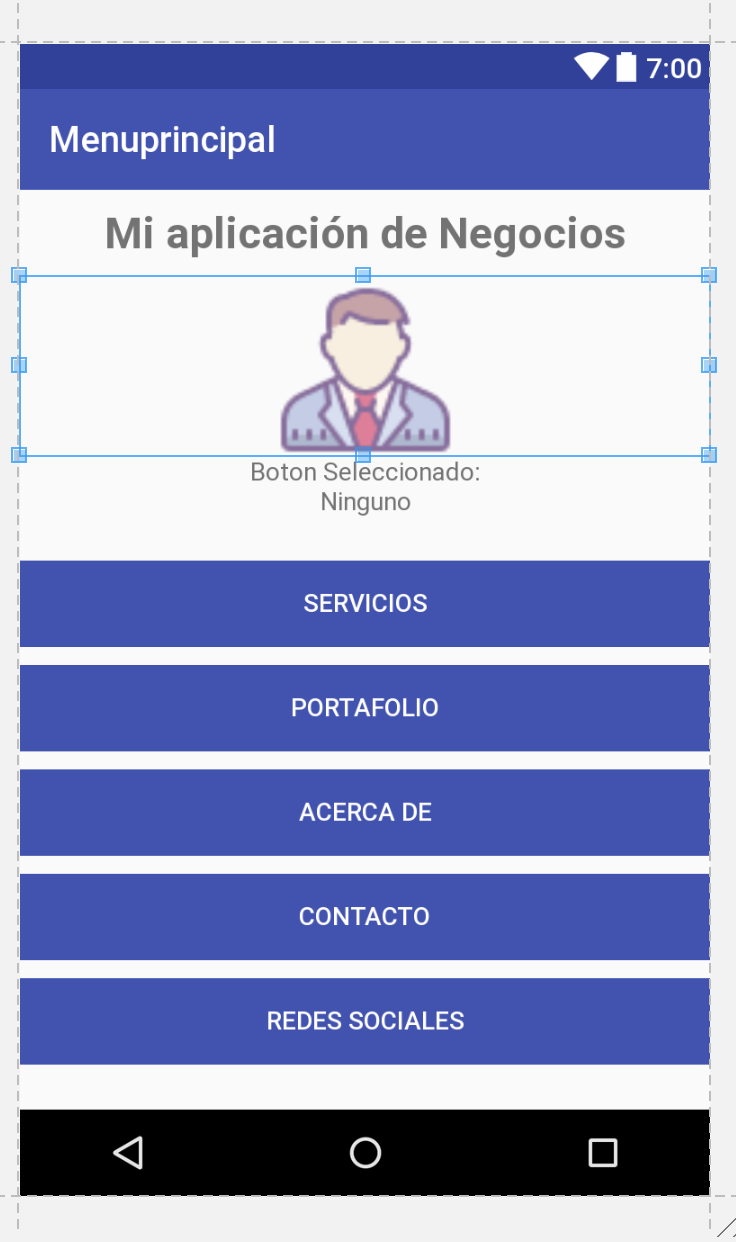 7:00
Menuprincipal
Mi aplicación de Negocios
Boton Seleccionado:
Ninguno
SERVICIOS
PORTAFOLIO
ACERCA DE
CONTACTO
REDES SOCIALES